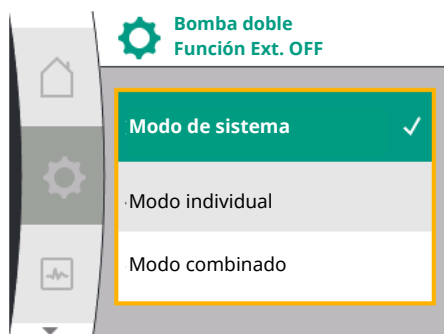 Bomba doble
Función Ext. OFF
Modo de sistema
Modo individual
Modo combinado